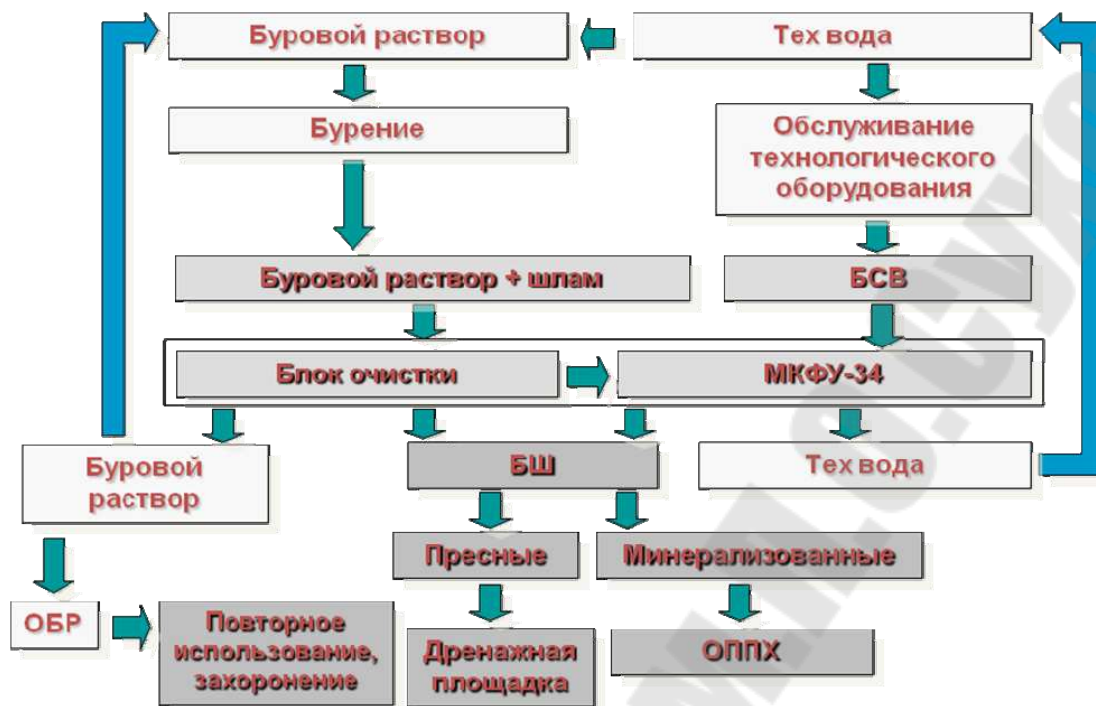 Буровой раствор
Тех вода
Бурение
Обслуживание
технологического
оборудования
Буровой раствор + шлам
БСВ
Блок очистки
МКФУ-34
Буровой
раствор
БШ
Тех вода
Пресные
Минерализованные
ОБР
Повторное
использование,
захоронение
Дренажная
площадка
ОППХ